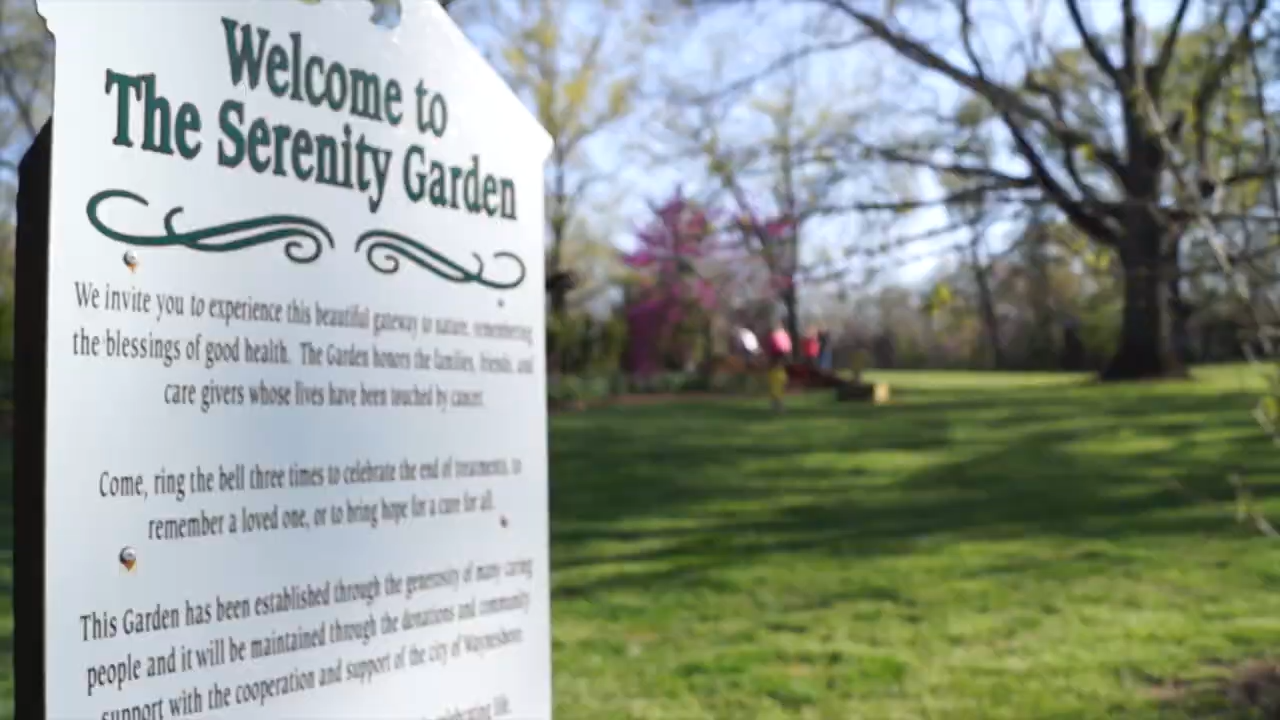 Welcome to
The Serenity Garden
We invite you to experience this beautiful gateway to nature, remembering
the blessings of good health. The Garden honors the families, friends, and
care givers whose lives have been touched by cancer.
Come, ring the bell three times to celebrate the end of treatments, to
remember a loved one, or to bring hope for a cure for all.
This Garden has been established through the generosity of many caring
people and it will be maintained through the donations and community
support with the cooperation and support of the city of Waynesboro.
celebrating life.